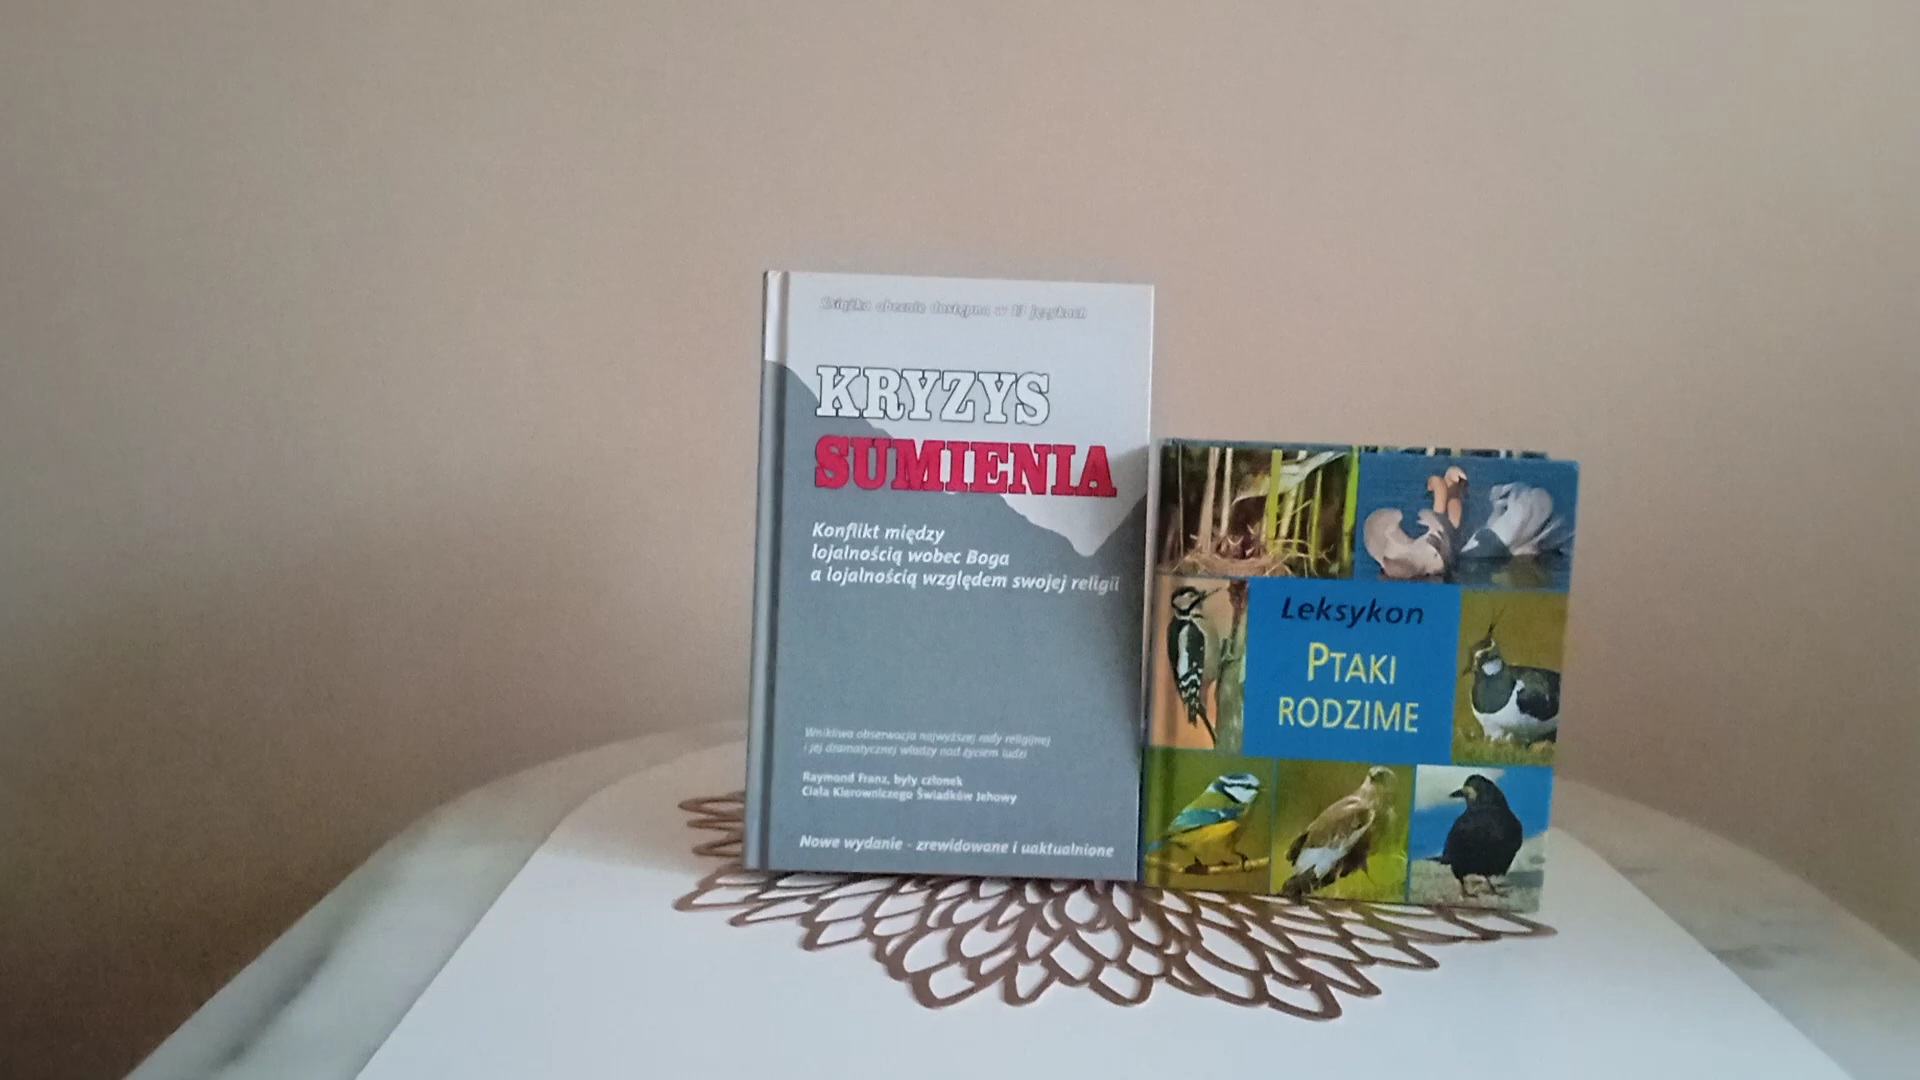 Książka obecnie dostępna w 13 językach
KRYZYS
SUMIENIA
Konflikt między
lojalnością wobec Boga
a lojalnością względem swojej religii
Wnikliwa obserwacja najwyższej rady religijnej
i jej dramatycznej władzy nad życiem ludzi
Raymond Franz, były członek
Ciała Kierowniczego Świadków Jehowy
Nowe wydanie - zrewidowane i uaktualnione
Leksykon
PTAKI
RODZIME